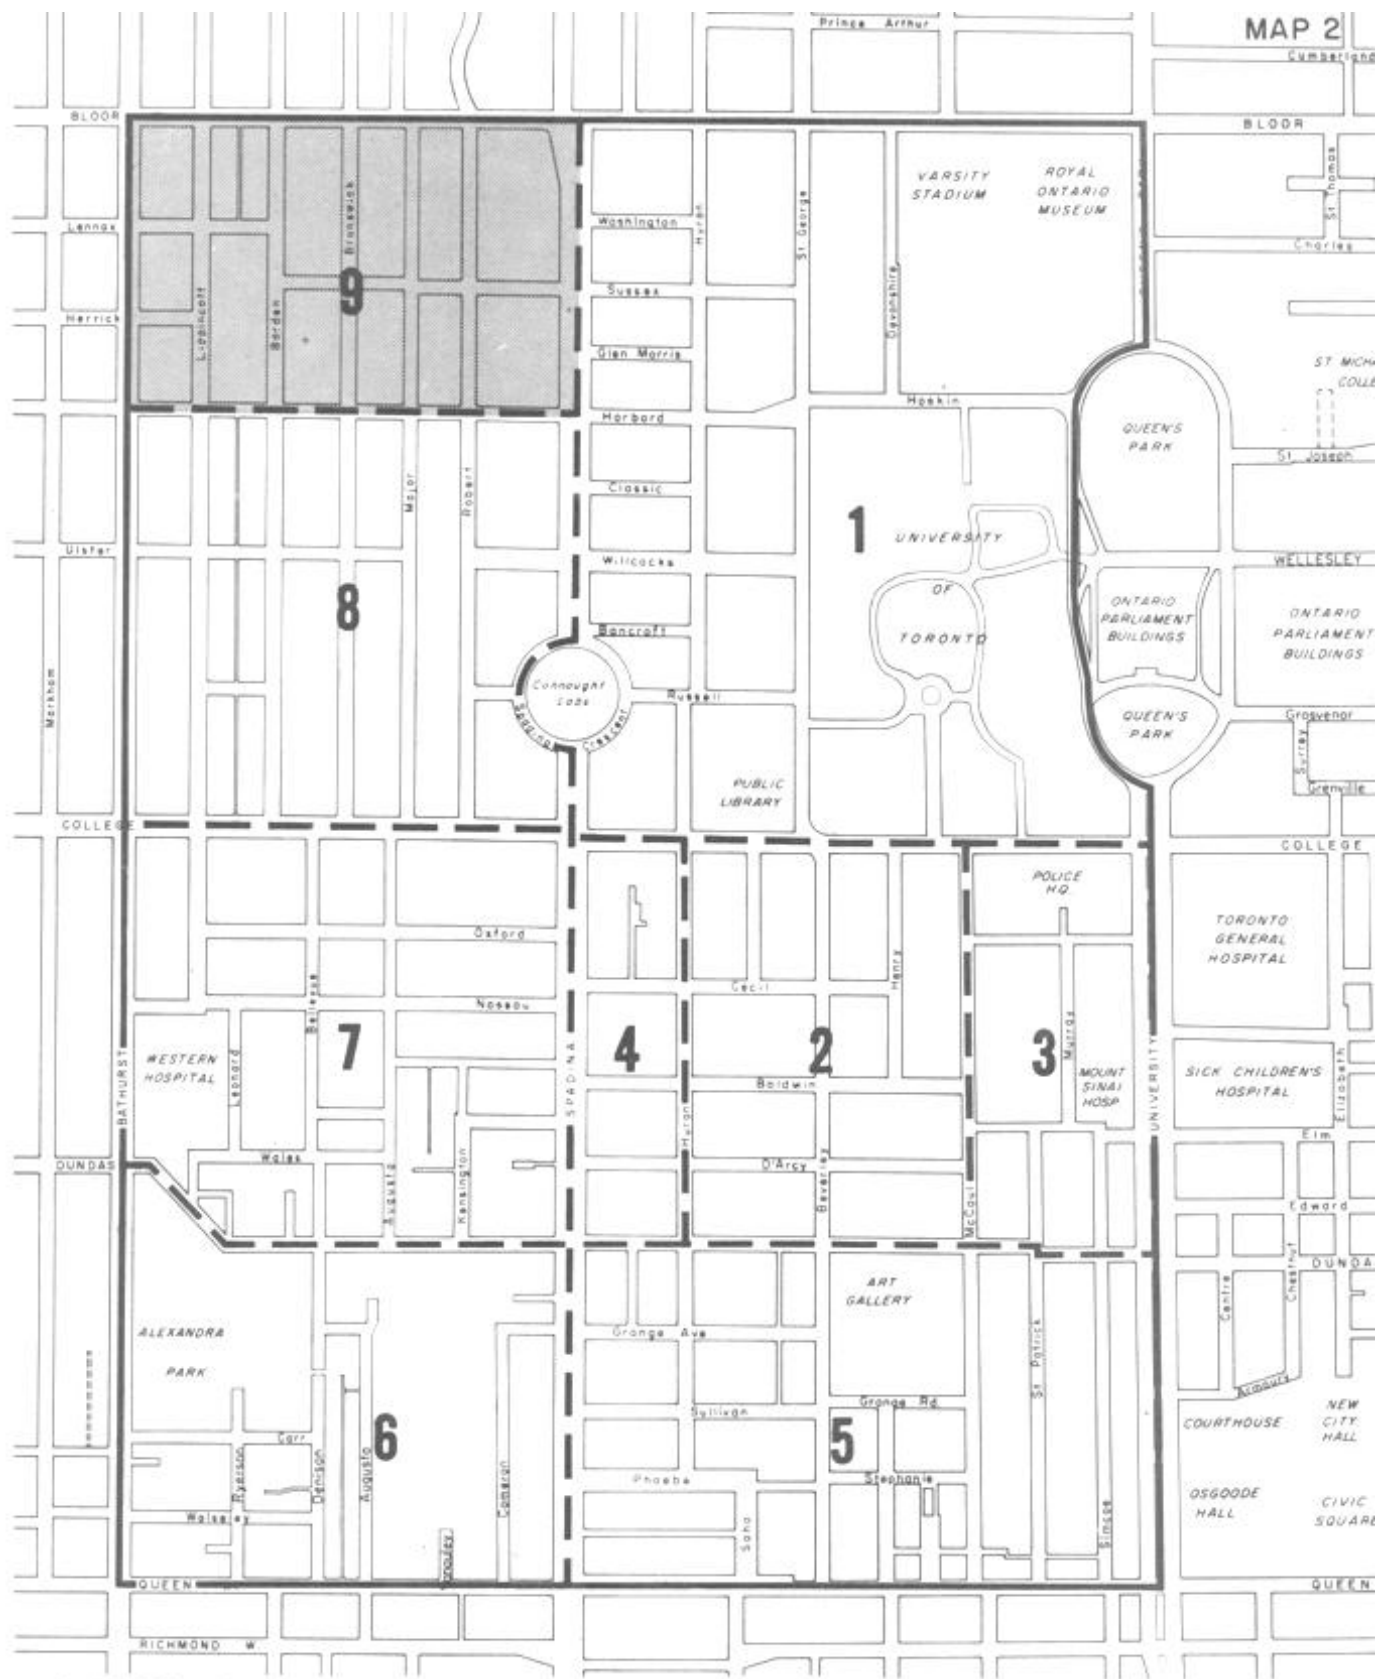 MAP 2
Prince Arthur
Cumberland
BLOOR
BLOOR
St Thomas
VARSITY
STADIUM
ROYAL
ONTARIO
MUSEUM
Lennox
Brunswick
Washington
Huron
St George
Charles
9
Sussex
Devonshire
Herrick
Lippincott
Borden
Glen Morris
ST MICHA
COLLE
Hoskin
Harbord
QUEEN'S
PARK
St. Joseph
Major
Robert
Classic
1
UNIVERSITY
OF
TORONTO
Ulster
Willcocks
WELLESLEY
8
ONTARIO
PARLIAMENT
BUILDINGS
ONTARIO
PARLIAMENT
BUILDINGS
Bancroft
Markham
Connaught
Labs
Russell
Spadina Crescent
QUEEN'S
PARK
Grosvenor
Surrey
Grenville
PUBLIC
LIBRARY
COLLEGE
COLLEGE
POLICE
HQ
TORONTO
GENERAL
HOSPITAL
Oxford
Henry
Cecil
Bellevue
Nassau
7
4
2
3
Murray
WESTERN
HOSPITAL
Leonard
BATHURST
SPADINA
Baldwin
MOUNT
SINAI
HOSP
UNIVERSITY
SICK CHILDREN'S
HOSPITAL
Elizabeth
Huron
Elm
DUNDAS
Wales
Augusta
Kensington
D'Arcy
Beverley
McCaul
Edward
Chestnut
DUNDA
Centre
ART
GALLERY
ALEXANDRA
PARK
Grange Ave
St Patrick
Armoury
Grange Rd.
Sullivan
COURTHOUSE
NEW
CITY
HALL
6
5
Carr
Ryerson
Denison
Augusta
Cameron
Phoebe
Stephanie
OSGOODE
HALL
CIVIC
SQUARE
Walseley
Soho
Simcoe
Vanauley
QUEEN
QUEEN
RICHMOND W.